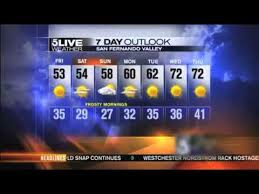 5LIVE
WEATHER
7 DAY OUTLOOK
SAN FERNANDO VALLEY
FRI SAT SUN MON TUE WED THU
53 54 58 60 62 72 72
FROSTY MORNINGS
35 27 31 32 35 36 41
HEADLINES LD SNAP CONTINUES WESTCHESTER NORDSTROM RACK HOSTAGE